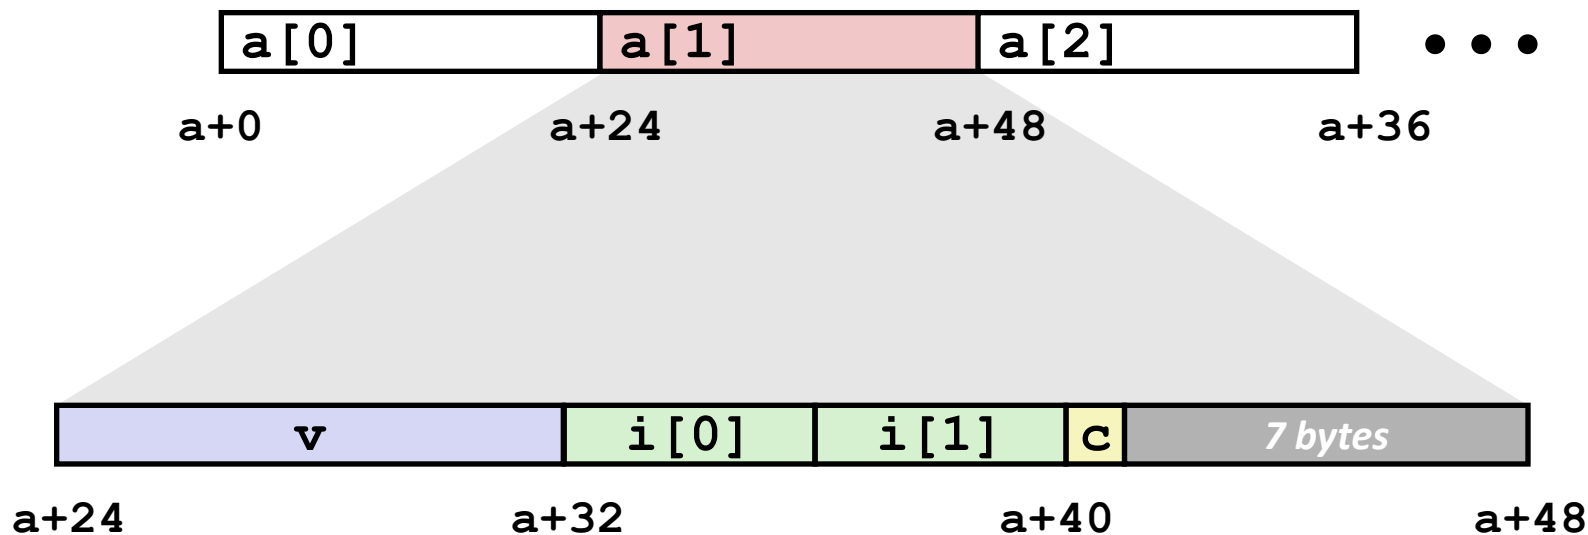 a[0] a[1] a[2] • • •
a+0 a+24 a+48 a+36
v i[0] i[1] c 7 bytes
a+24 a+32 a+40 a+48